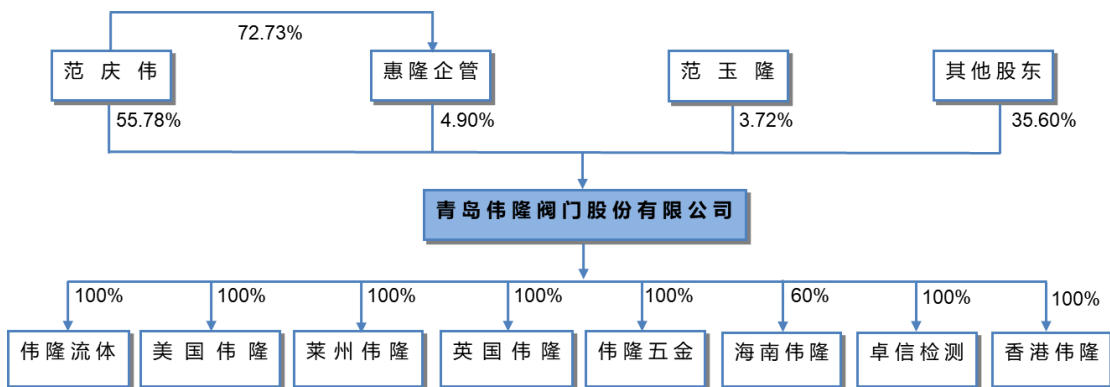 72.73%
范庆伟
惠隆企管
范玉隆
其他股东
55.78%
4.90%
3.72%
35.60%
青岛伟隆阀门股份有限公司
100%
100%
100%
100%
100%
60%
100%
100%
伟隆流体
美国伟隆
莱州伟隆
英国伟隆
伟隆五金
海南伟隆
卓信检测
香港伟隆